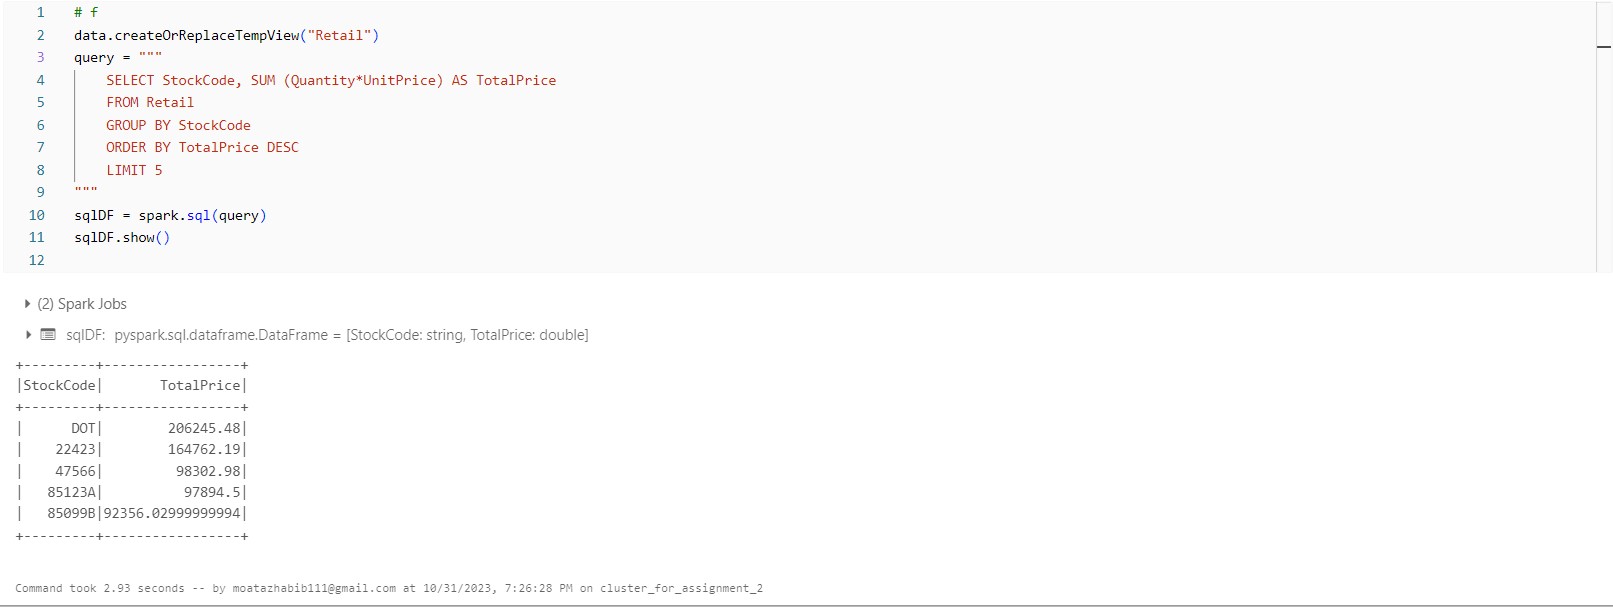 1 # f
2 data.createOrReplaceTempView("Retail")
3 query = """
4 SELECT StockCode, SUM (Quantity*UnitPrice) AS TotalPrice
5 FROM Retail
6 GROUP BY StockCode
7 ORDER BY TotalPrice DESC
8 LIMIT 5
9 """
10 sqlDF = spark.sql(query)
11 sqlDF.show()
12
(2) Spark Jobs
sqlDF: pyspark.sql.dataframe.DataFrame = [StockCode: string, TotalPrice: double]
+---------+-----------------+
|StockCode|       TotalPrice|
+---------+-----------------+
|      DOT|        206245.48|
|    22423|        164762.19|
|    47566|         98302.98|
|   85123A|          97894.5|
|   85099B|92356.02999999994|
+---------+-----------------+
Command took 2.93 seconds -- by moatazhabib111@gmail.com at 10/31/2023, 7:26:28 PM on cluster_for_assignment_2